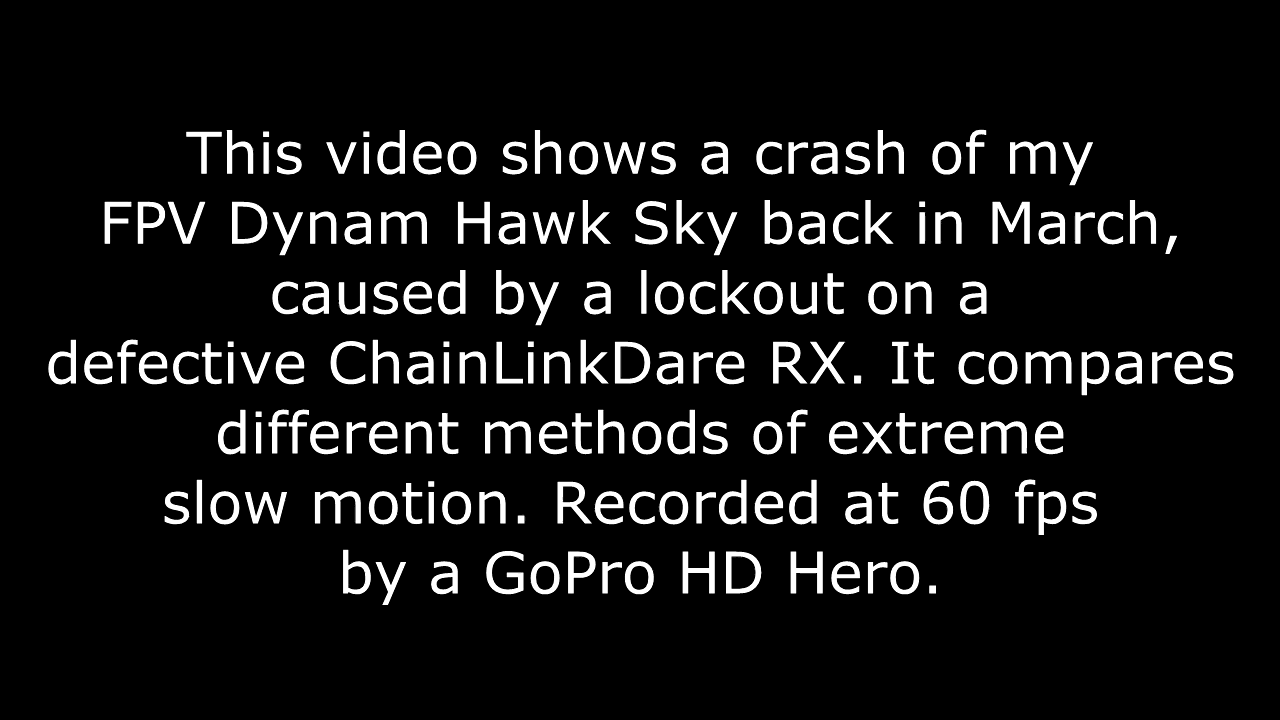 This video shows a crash of my
FPV Dynam Hawk Sky back in March,
caused by a lockout on a
defective ChainLinkDare RX. It compares
different methods of extreme
slow motion. Recorded at 60 fps
by a GoPro HD Hero.